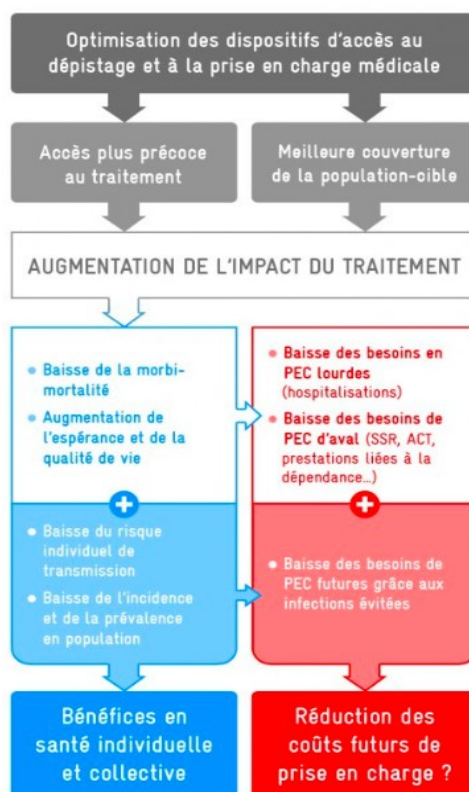 Optimisation des dispositifs d'accès au
dépistage et à la prise en charge médicale
Accès plus précoce
au traitement
Meilleure couverture
de la population-cible
AUGMENTATION DE L'IMPACT DU TRAITEMENT
Baisse de la morbi-
mortalité
Augmentation de
l'espérance et de la
qualité de vie
Baisse des besoins en
PEC lourdes
(hospitalisations)
Baisse des besoins de
PEC d'aval (SSR, ACT,
prestations liées à la
dépendance...)
Baisse du risque
individuel de
transmission
Baisse de l'incidence
et de la prévalence
en population
Baisse des besoins de
PEC futures grâce aux
infections évitées
Bénéfices en
santé individuelle
et collective
Réduction des
coûts futurs de
prise en charge ?